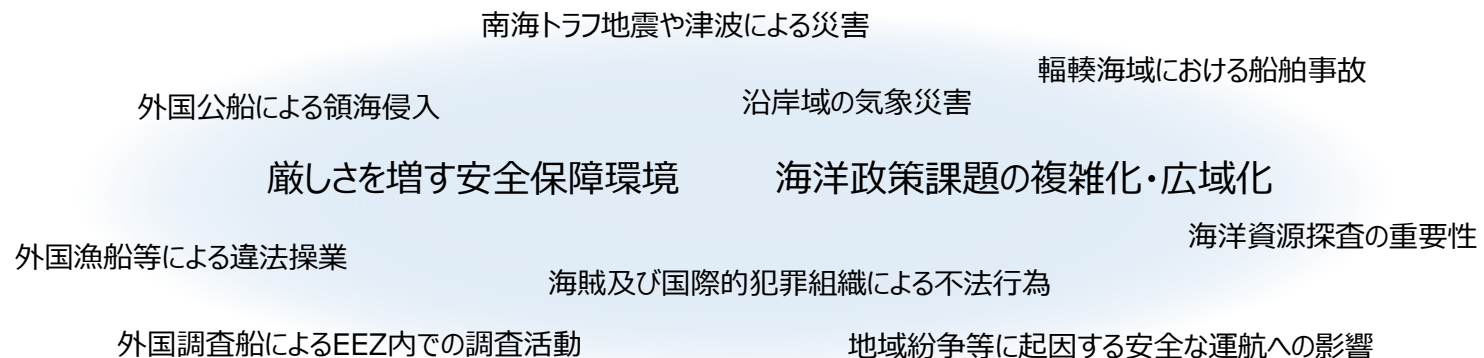 南海トラフ地震や津波による災害
輻輳海域における船舶事故
外国公船による領海侵入
沿岸域の気象災害
厳しさを増す安全保障環境
海洋政策課題の複雑化・広域化
海洋資源探査の重要性
外国漁船等による違法操業
海賊及び国際的犯罪組織による不法行為
外国調査船によるEEZ内での調査活動
地域紛争等に起因する安全な運航への影響